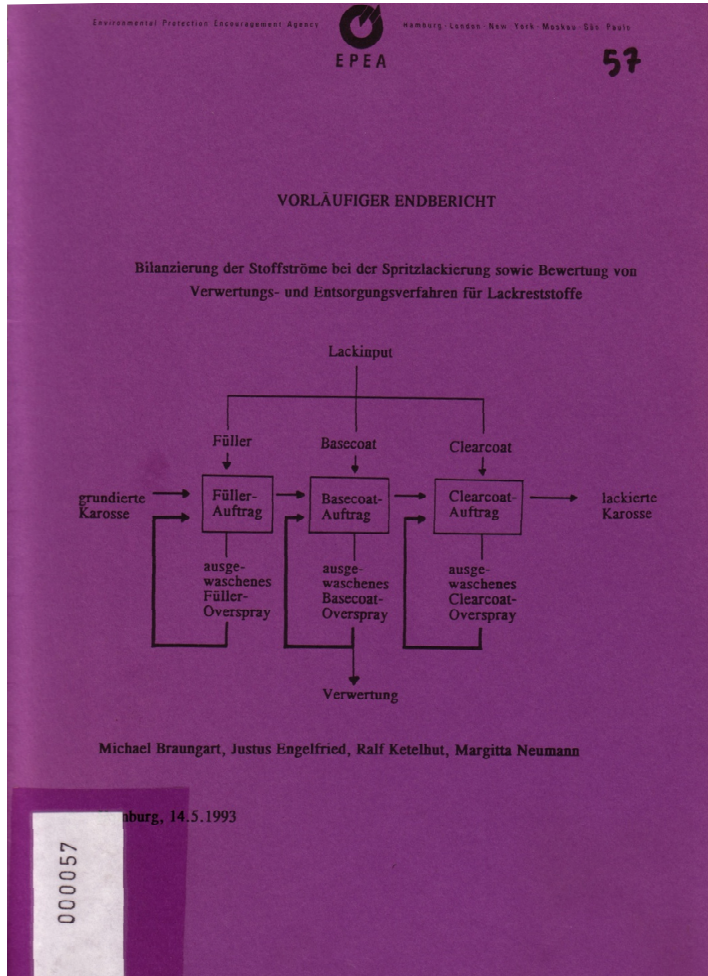 Environmental Protection Encouragement Agency
Hamburg - London - New York - Moskau - São Paulo
EPEA
57
VORLÄUFIGER ENDBERICHT
Bilanzierung der Stoffströme bei der Spritzlackierung sowie Bewertung von
Verwertungs- und Entsorgungsverfahren für Lackreststoffe
Lackinput
Füller
Basecoat
Clearcoat
grundierte
Karosse
Füller-
Auftrag
Basecoat-
Auftrag
Clearcoat-
Auftrag
lackierte
Karosse
ausge-
waschenes
Füller-
Overspray
ausge-
waschenes
Basecoat-
Overspray
ausge-
waschenes
Clearcoat-
Overspray
Verwertung
Michael Braungart, Justus Engelfried, Ralf Ketelhut, Margitta Neumann
mburg, 14.5.1993
000057